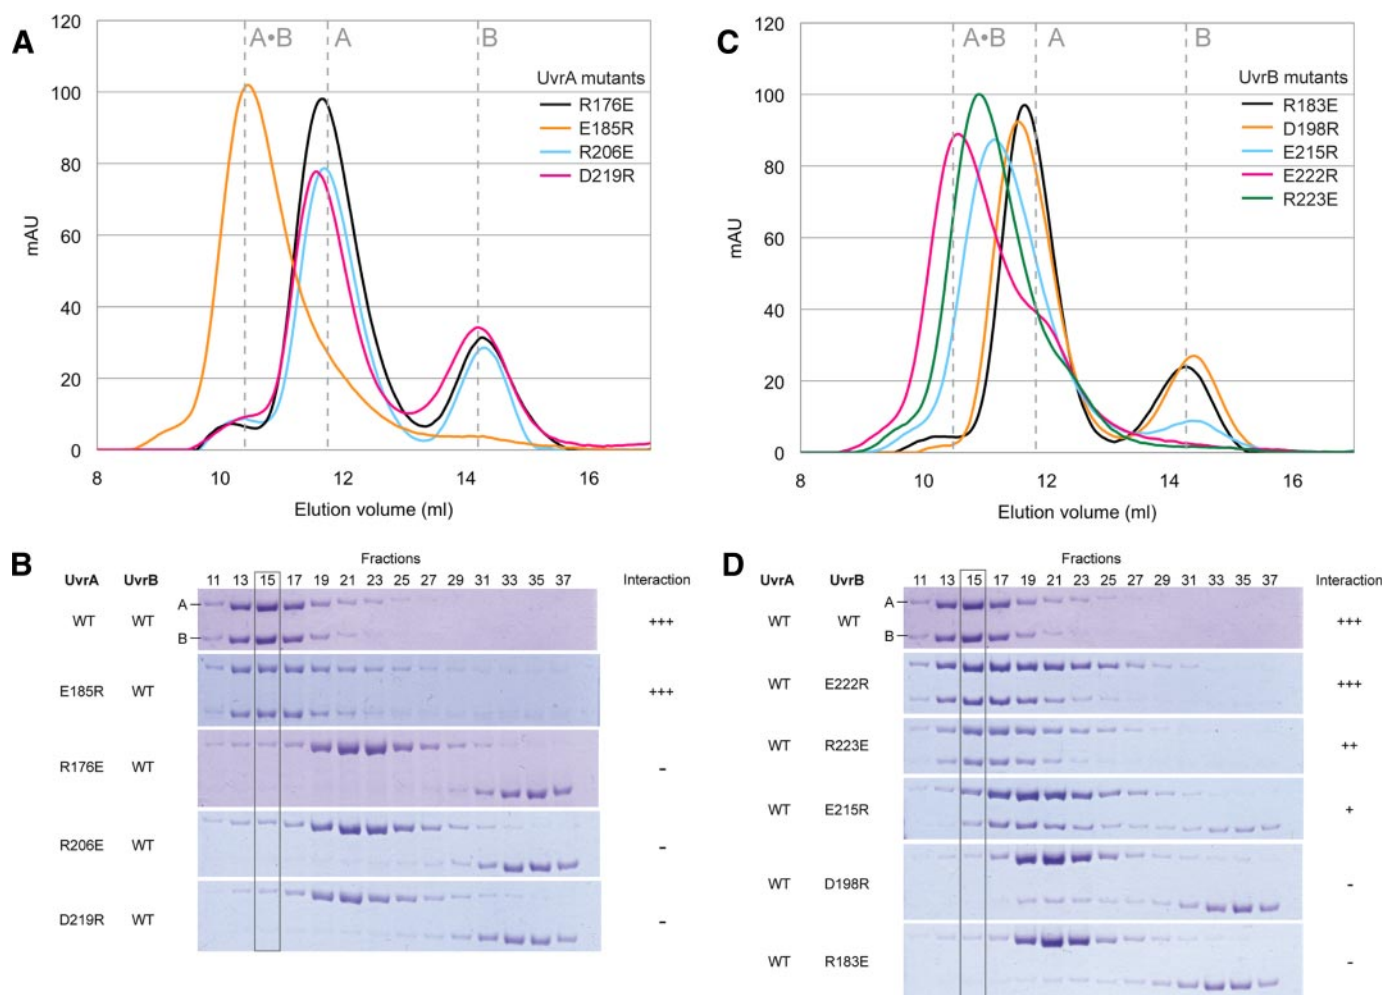 A
120
100
80
60
40
20
0
mAU
A•B A B
UvrA mutants
R176E
E185R
R206E
D219R
8 10 12 14 16
Elution volume (ml)
C
120
100
80
60
40
20
0
mAU
A•B A B
UvrB mutants
R183E
D198R
E215R
E222R
R223E
8 10 12 14 16
Elution volume (ml)
B
Fractions
UvrA UvrB 11 13 15 17 19 21 23 25 27 29 31 33 35 37 Interaction
A
WT WT +++
B
E185R WT +++
R176E WT -
R206E WT -
D219R WT -
D
Fractions
UvrA UvrB 11 13 15 17 19 21 23 25 27 29 31 33 35 37 Interaction
A
WT WT +++
B
WT E222R +++
WT R223E ++
WT E215R +
WT D198R -
WT R183E -